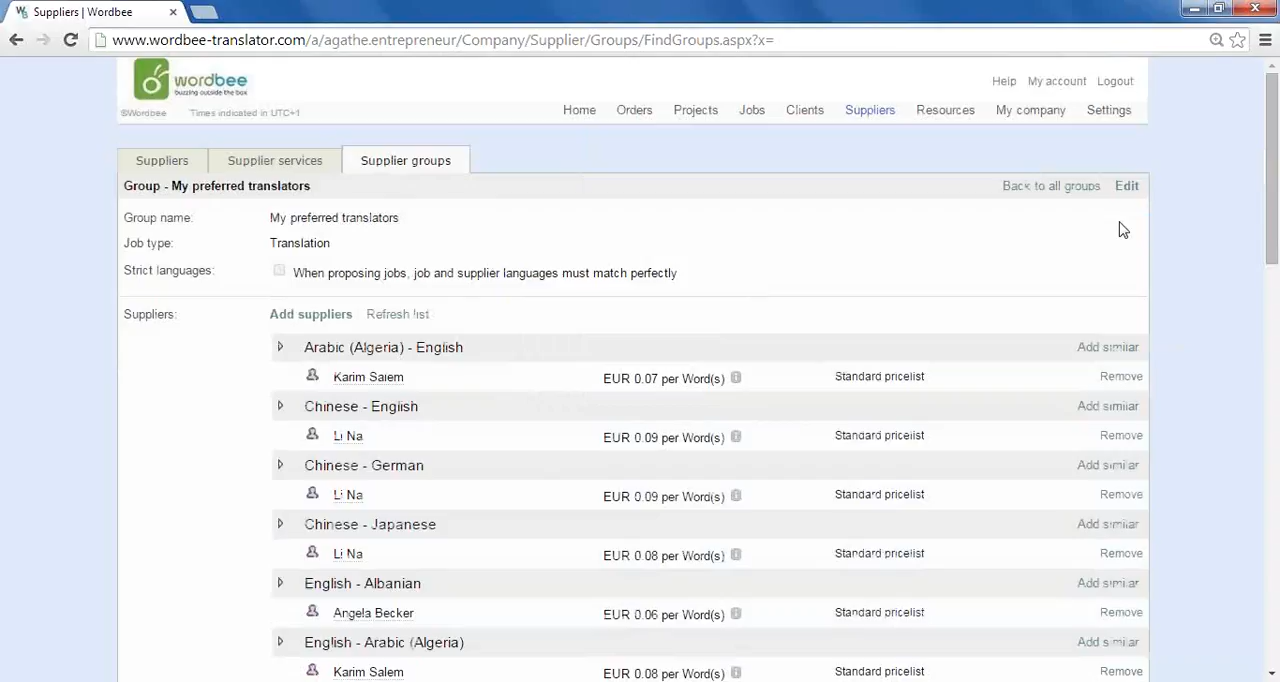 Suppliers | Wordbee
www.wordbee-translator.com/a/agathe.entrepreneur/Company/Supplier/Groups/FindGroups.aspx?x=
wordbee
buzzing outside the box
Help My account Logout
©Wordbee Times indicated in UTC+1
Home Orders Projects Jobs Clients Suppliers Resources My company Settings
Suppliers Supplier services Supplier groups
Group - My preferred translators Back to all groups Edit
Group name: My preferred translators
Job type: Translation
Strict languages: When proposing jobs, job and supplier languages must match perfectly
Suppliers: Add suppliers Refresh list
Arabic (Algeria) - English Add similar
Karim Salem EUR 0.07 per Word(s) Standard pricelist Remove
Chinese - English Add similar
Li Na EUR 0.09 per Word(s) Standard pricelist Remove
Chinese - German Add similar
Li Na EUR 0.09 per Word(s) Standard pricelist Remove
Chinese - Japanese Add similar
Li Na EUR 0.08 per Word(s) Standard pricelist Remove
English - Albanian Add similar
Angela Becker EUR 0.06 per Word(s) Standard pricelist Remove
English - Arabic (Algeria) Add similar
Karim Salem EUR 0.08 per Word(s) Standard pricelist Remove